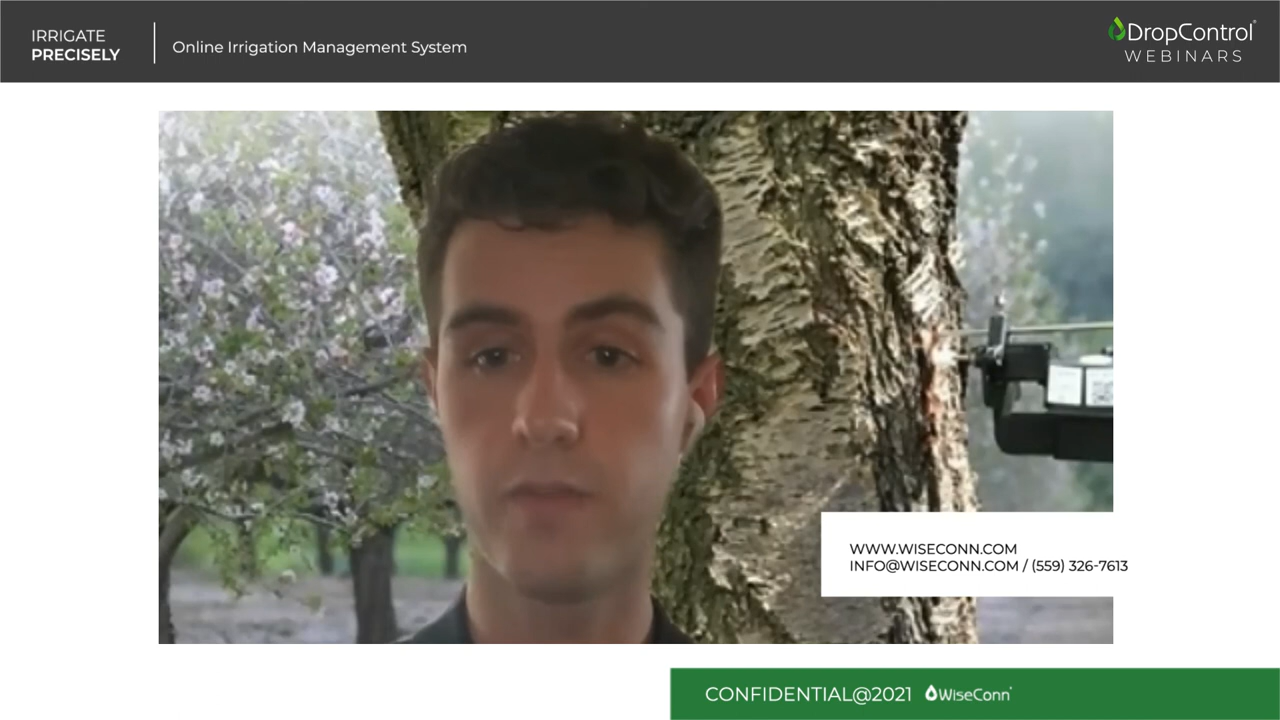 IRRIGATE
PRECISELY
Online Irrigation Management System
DropControl
WEBINARS
WWW.WISECONN.COM
INFO@WISECONN.COM / (559) 326-7613
CONFIDENTIAL@2021 WiseConn